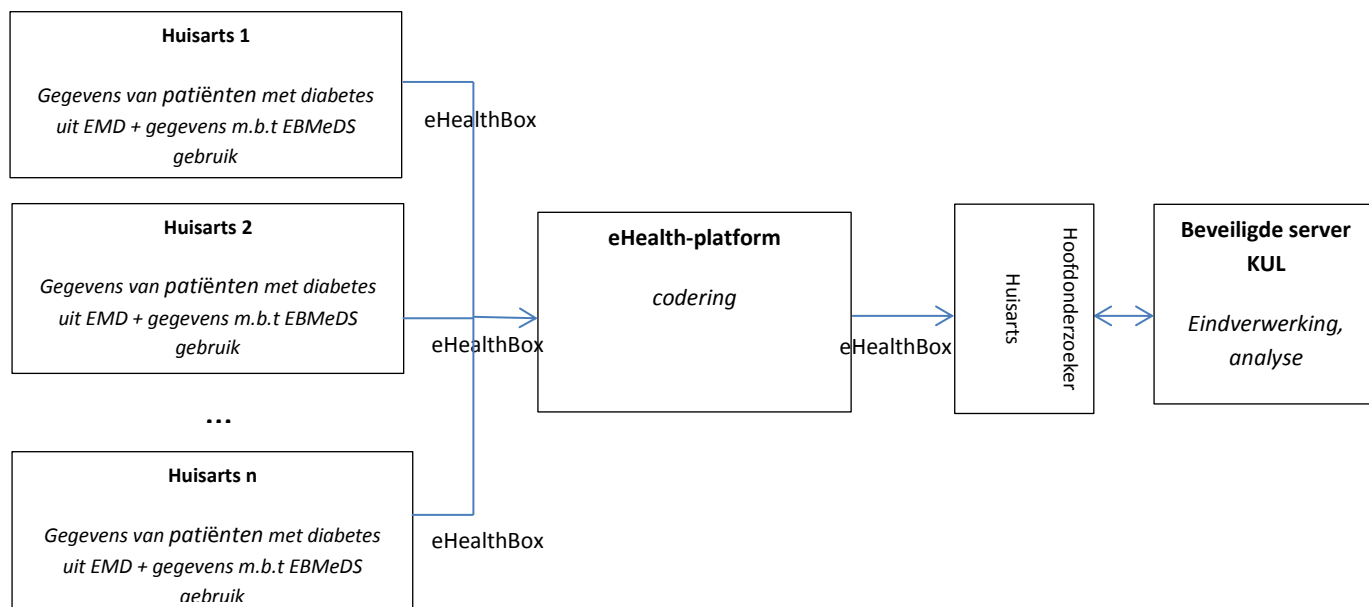 Huisarts 1
Gegevens van patiënten met diabetes
uit EMD + gegevens m.b.t EBMeDS
gebruik
eHealthBox
Huisarts 2
Gegevens van patiënten met diabetes
uit EMD + gegevens m.b.t EBMeDS
gebruik
eHealthBox
...
Huisarts n
Gegevens van patiënten met diabetes
uit EMD + gegevens m.b.t EBMeDS
gebruik
eHealthBox
eHealth-platform
codering
eHealthBox
Hoofdonderzoeker
Huisarts
Beveiligde server
KUL
Eindverwerking,
analyse